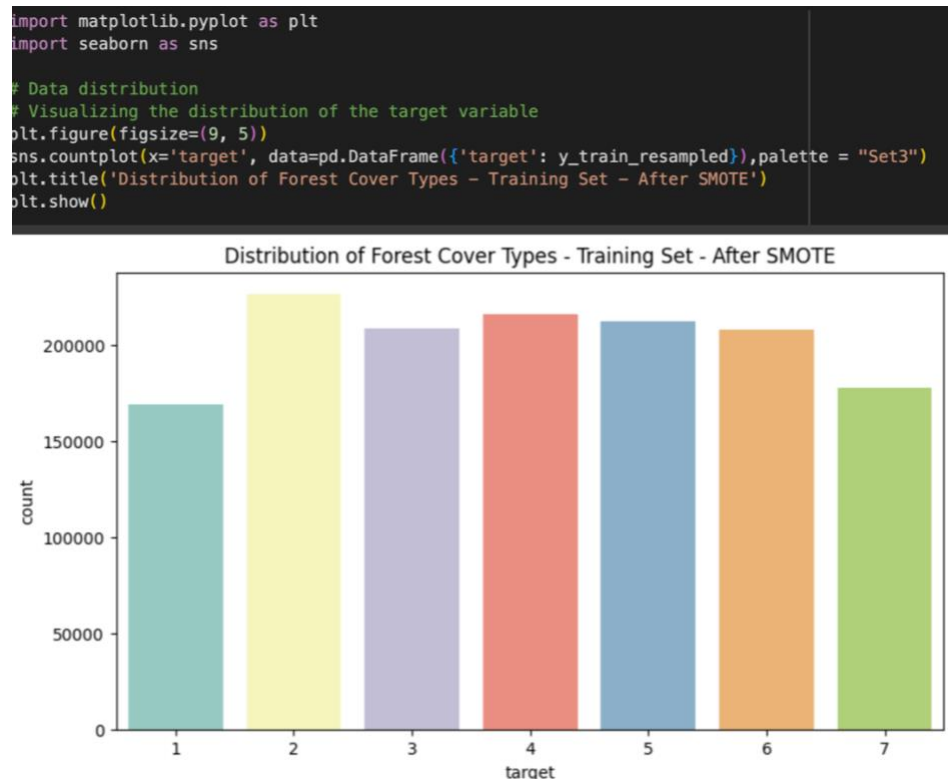 import matplotlib.pyplot as plt
import seaborn as sns
# Data distribution
# Visualizing the distribution of the target variable
plt.figure(figsize=(9, 5))
sns.countplot(x='target', data=pd.DataFrame({'target': y_train_resampled}),palette = "Set3")
plt.title('Distribution of Forest Cover Types – Training Set – After SMOTE')
plt.show()
Distribution of Forest Cover Types - Training Set - After SMOTE
200000
150000
100000
50000
0
count
1 2 3 4 5 6 7
target